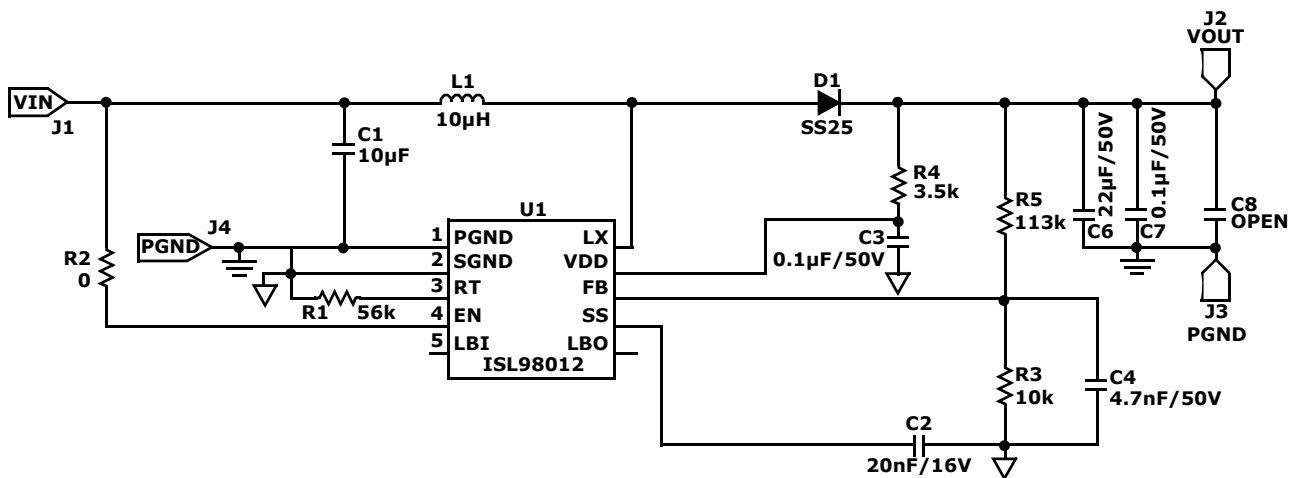 J2
VOUT
VIN
J1
L1
10µH
D1
SS25
C1
10µF
R4
3.5k
R5
113k
22µF/50V
C6
0.1µF/50V
C7
C8
OPEN
J4
PGND
R2
0
U1
1 PGND LX
2 SGND VDD
3 RT FB
4 EN SS
5 LBI LBO
ISL98012
R1 56k
C3
0.1µF/50V
J3
PGND
R3
10k
C4
4.7nF/50V
C2
20nF/16V